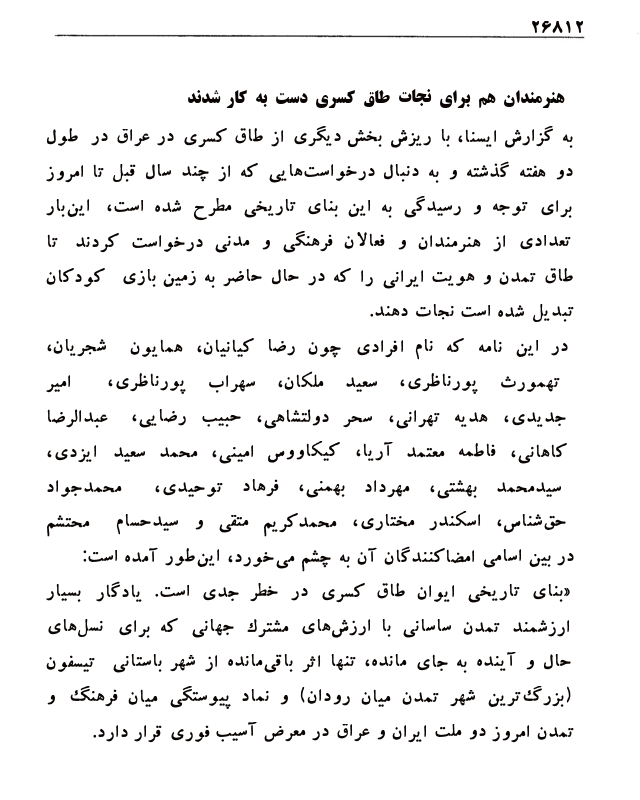 ۲۶۸۱۲
هنرمندان هم برای نجات طاق کسری دست به کار شدند
به گزارش ایسنا، با ریزش بخش دیگری از طاق کسری در عراق در طول
دو هفته گذشته و به دنبال درخواست‌هایی که از چند سال قبل تا امروز
برای توجه و رسیدگی به این بنای تاریخی مطرح شده است، این‌بار
تعدادی از هنرمندان و فعالان فرهنگی و مدنی درخواست کردند تا
طاق تمدن و هویت ایرانی را که در حال حاضر به زمین بازی کودکان
تبدیل شده است نجات دهند.
در این نامه که نام افرادی چون رضا کیانیان، همایون شجریان،
تهمورث پورناظری، سعید ملکان، سهراب پورناظری، امیر
جدیدی، هدیه تهرانی، سحر دولتشاهی، حبیب رضایی، عبدالرضا
کاهانی، فاطمه معتمد آریا، کیکاووس امینی، محمد سعید ایزدی،
سیدمحمد بهشتی، مهرداد بهمنی، فرهاد توحیدی، محمدجواد
حق‌شناس، اسکندر مختاری، محمدکریم متقی و سیدحسام محتشم
در بین اسامی امضاکنندگان آن به چشم می‌خورد، این‌طور آمده است:
«بنای تاریخی ایوان طاق کسری در خطر جدی است. یادگار بسیار
ارزشمند تمدن ساسانی با ارزش‌های مشترك جهانی که برای نسل‌های
حال و آینده به جای مانده، تنها اثر باقی‌مانده از شهر باستانی تیسفون
(بزرگ‌ترین شهر تمدن میان رودان) و نماد پیوستگی میان فرهنگ و
تمدن امروز دو ملت ایران و عراق در معرض آسیب فوری قرار دارد.